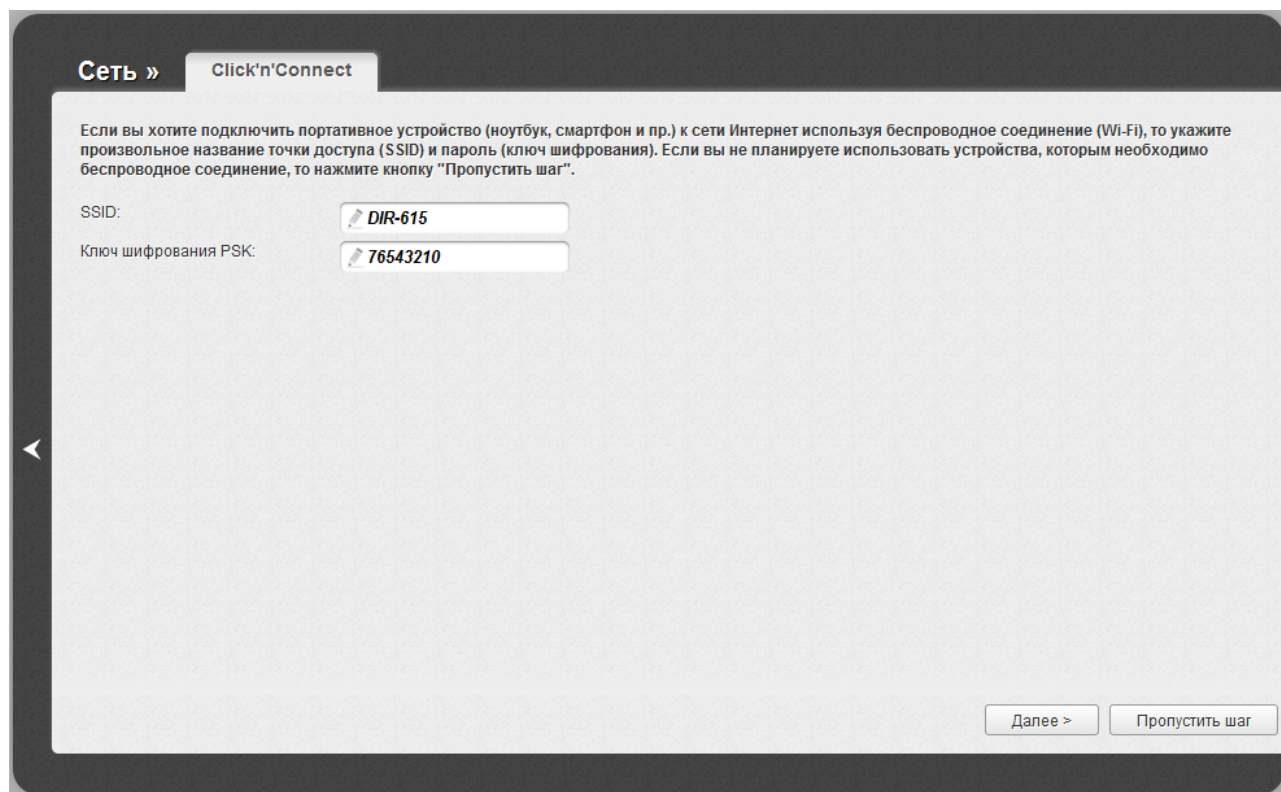 Сеть »
Click'n'Connect
Если вы хотите подключить портативное устройство (ноутбук, смартфон и пр.) к сети Интернет используя беспроводное соединение (Wi-Fi), то укажите
произвольное название точки доступа (SSID) и пароль (ключ шифрования). Если вы не планируете использовать устройства, которым необходимо
беспроводное соединение, то нажмите кнопку "Пропустить шаг".
SSID:
DIR-615
Ключ шифрования PSK:
76543210
Далее >
Пропустить шаг